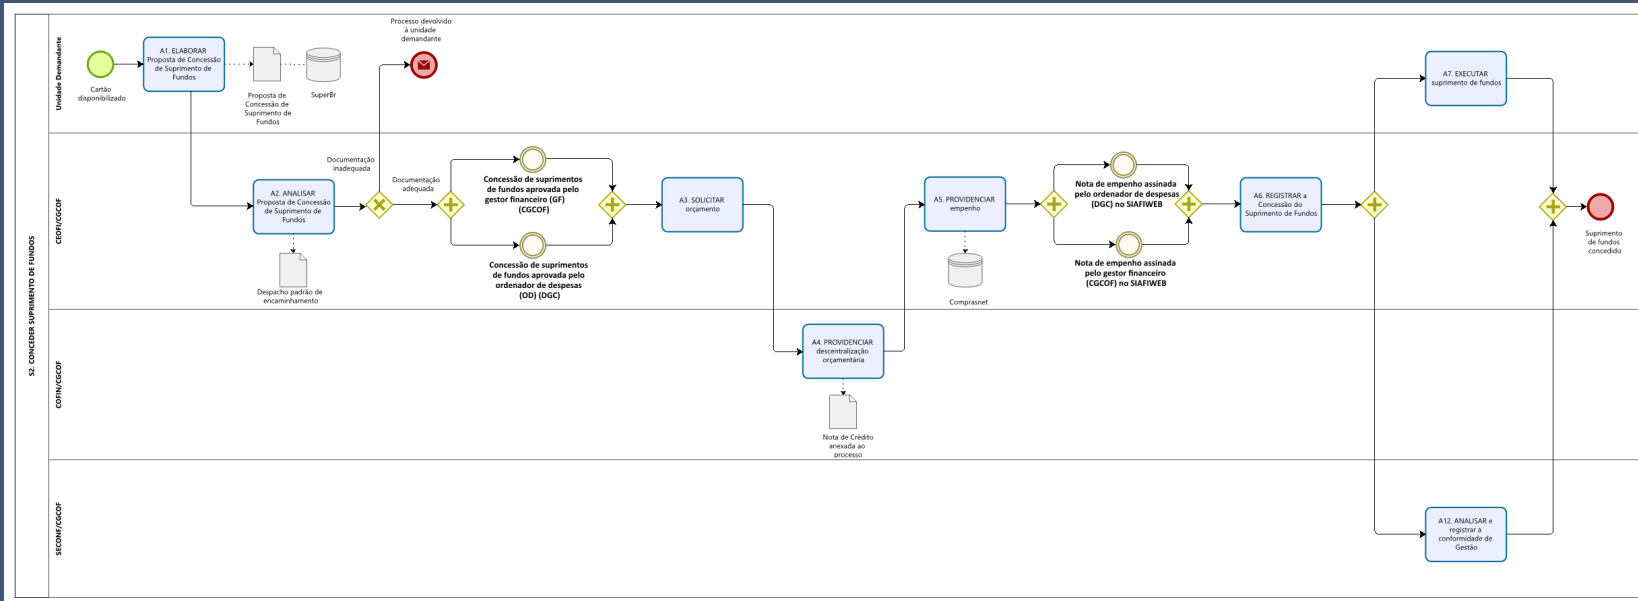 S2. CONCEDER SUPRIMENTO DE FUNDOS
Unidade Demandante
Cartão
disponibilizado
A1. ELABORAR
Proposta de Concessão
de Suprimento de
Fundos
Proposta de
Concessão de
Suprimento de
Fundos
SuperBr
Processo devolvido
à unidade
demandante
A7. EXECUTAR
suprimento de fundos
CEOFI/CGCOF
A2. ANALISAR
Proposta de Concessão
de Suprimento de
Fundos
Despacho padrão de
encaminhamento
Documentação
inadequada
Documentação
adequada
Concessão de suprimentos
de fundos aprovada pelo
gestor financeiro (GF)
(CGCOF)
Concessão de suprimentos
de fundos aprovada pelo
ordenador de despesas
(OD) (DGC)
A3. SOLICITAR
orçamento
A5. PROVIDENCIAR
empenho
Comprasnet
Nota de empenho assinada
pelo ordenador de despesas
(DGC) no SIAFIWEB
Nota de empenho assinada
pelo gestor financeiro
(CGCOF) no SIAFIWEB
A6. REGISTRAR a
Concessão do
Suprimento de Fundos
Suprimento
de fundos
concedido
COFIN/CGCOF
A4. PROVIDENCIAR
descentralização
orçamentária
Nota de Crédito
anexada ao
processo
SECONF/CGCOF
A12. ANALISAR e
registrar a
conformidade de
Gestão